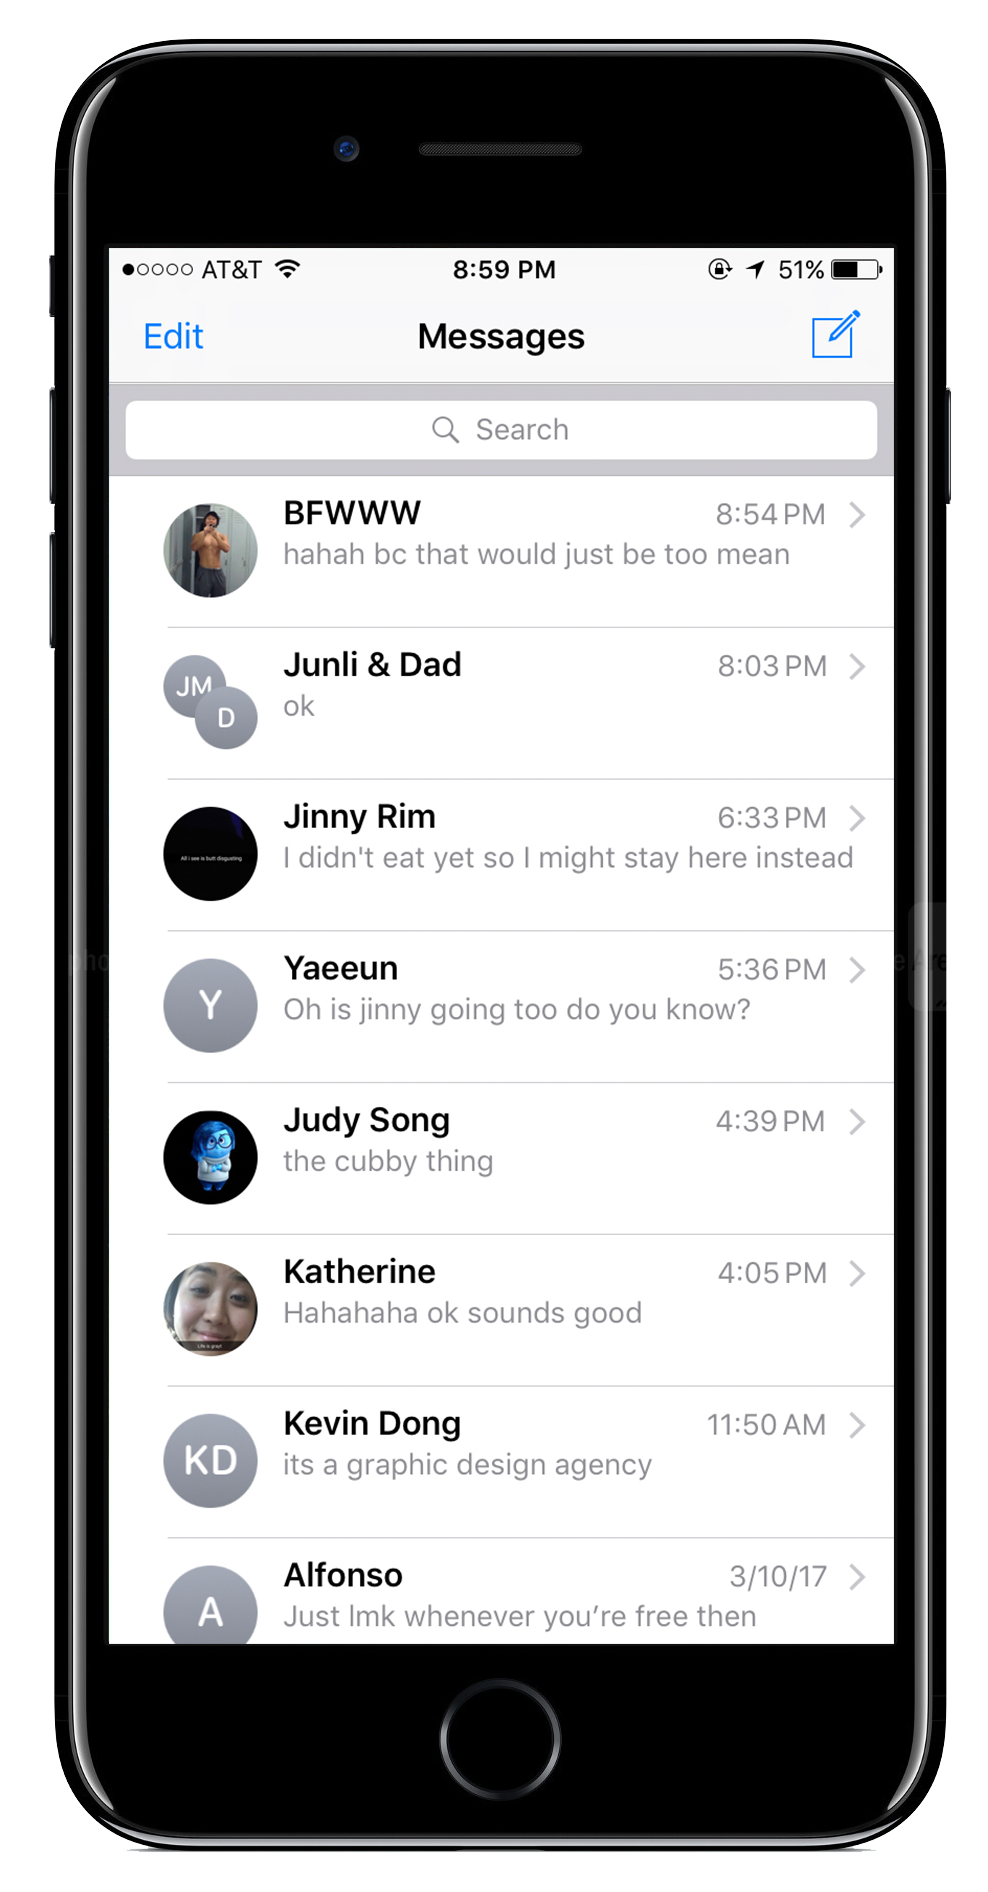 AT&T 8:59 PM 51%
Edit Messages
Search
BFWWW 8:54 PM
hahah bc that would just be too mean
JM
D
Junli & Dad 8:03 PM
ok
Jinny Rim 6:33 PM
All i see is butt disgusting
I didn't eat yet so I might stay here instead
Y
Yaeeun 5:36 PM
Oh is jinny going too do you know?
Judy Song 4:39 PM
the cubby thing
Katherine 4:05 PM
Hahahaha ok sounds good
KD
Kevin Dong 11:50 AM
its a graphic design agency
A
Alfonso 3/10/17
Just lmk whenever you’re free then